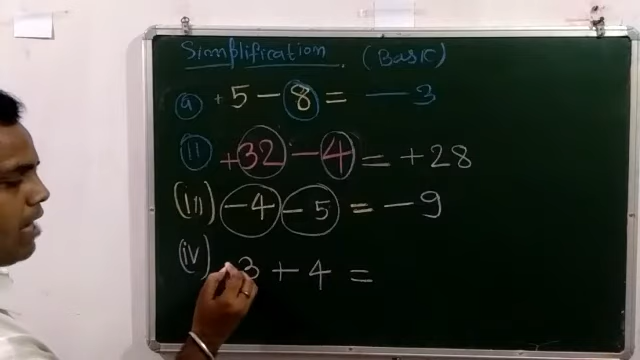 Simplification. (Basic)
(a) +5 - 8 = - 3
(ii) +32 - 4 = +28
(iii) -4 - 5 = - 9
(iv) 3 + 4 =